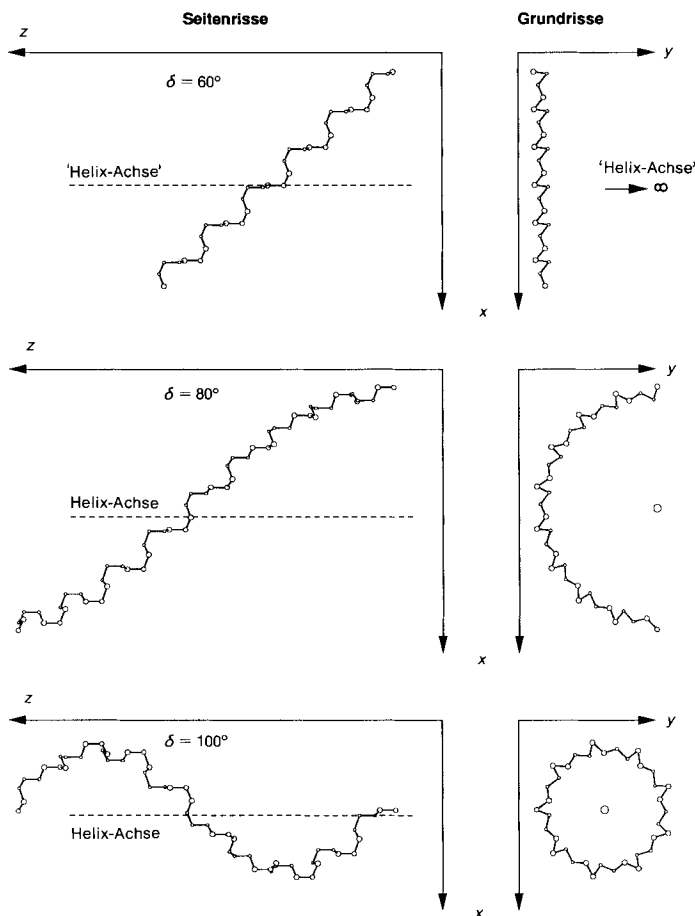 Seitenrisse
Grundrisse
z
y
δ = 60°
'Helix-Achse'
'Helix-Achse'
∞
x
z
y
δ = 80°
Helix-Achse
x
z
y
δ = 100°
Helix-Achse
x